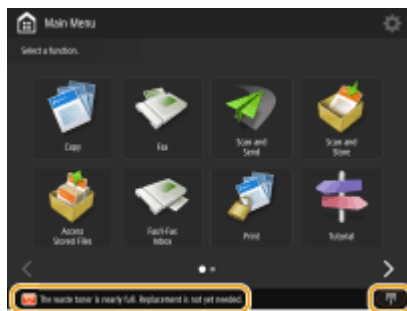 Main Menu
Select a function.
Copy
Fax
Scan and
Send
Scan and
Store
Access
Stored Files
Fax/I-Fax
Inbox
Print
Tutorial
The waste toner is nearly full. Replacement is not yet needed.